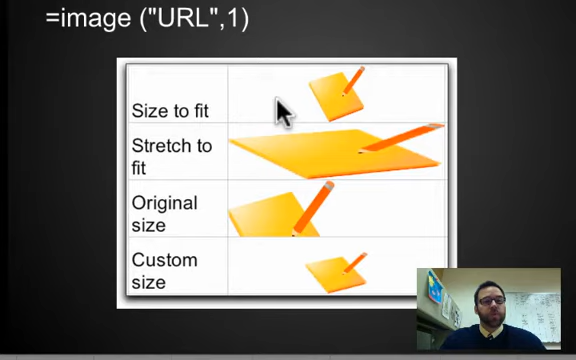 =image ("URL",1)
Size to fit
Stretch to
fit
Original
size
Custom
size